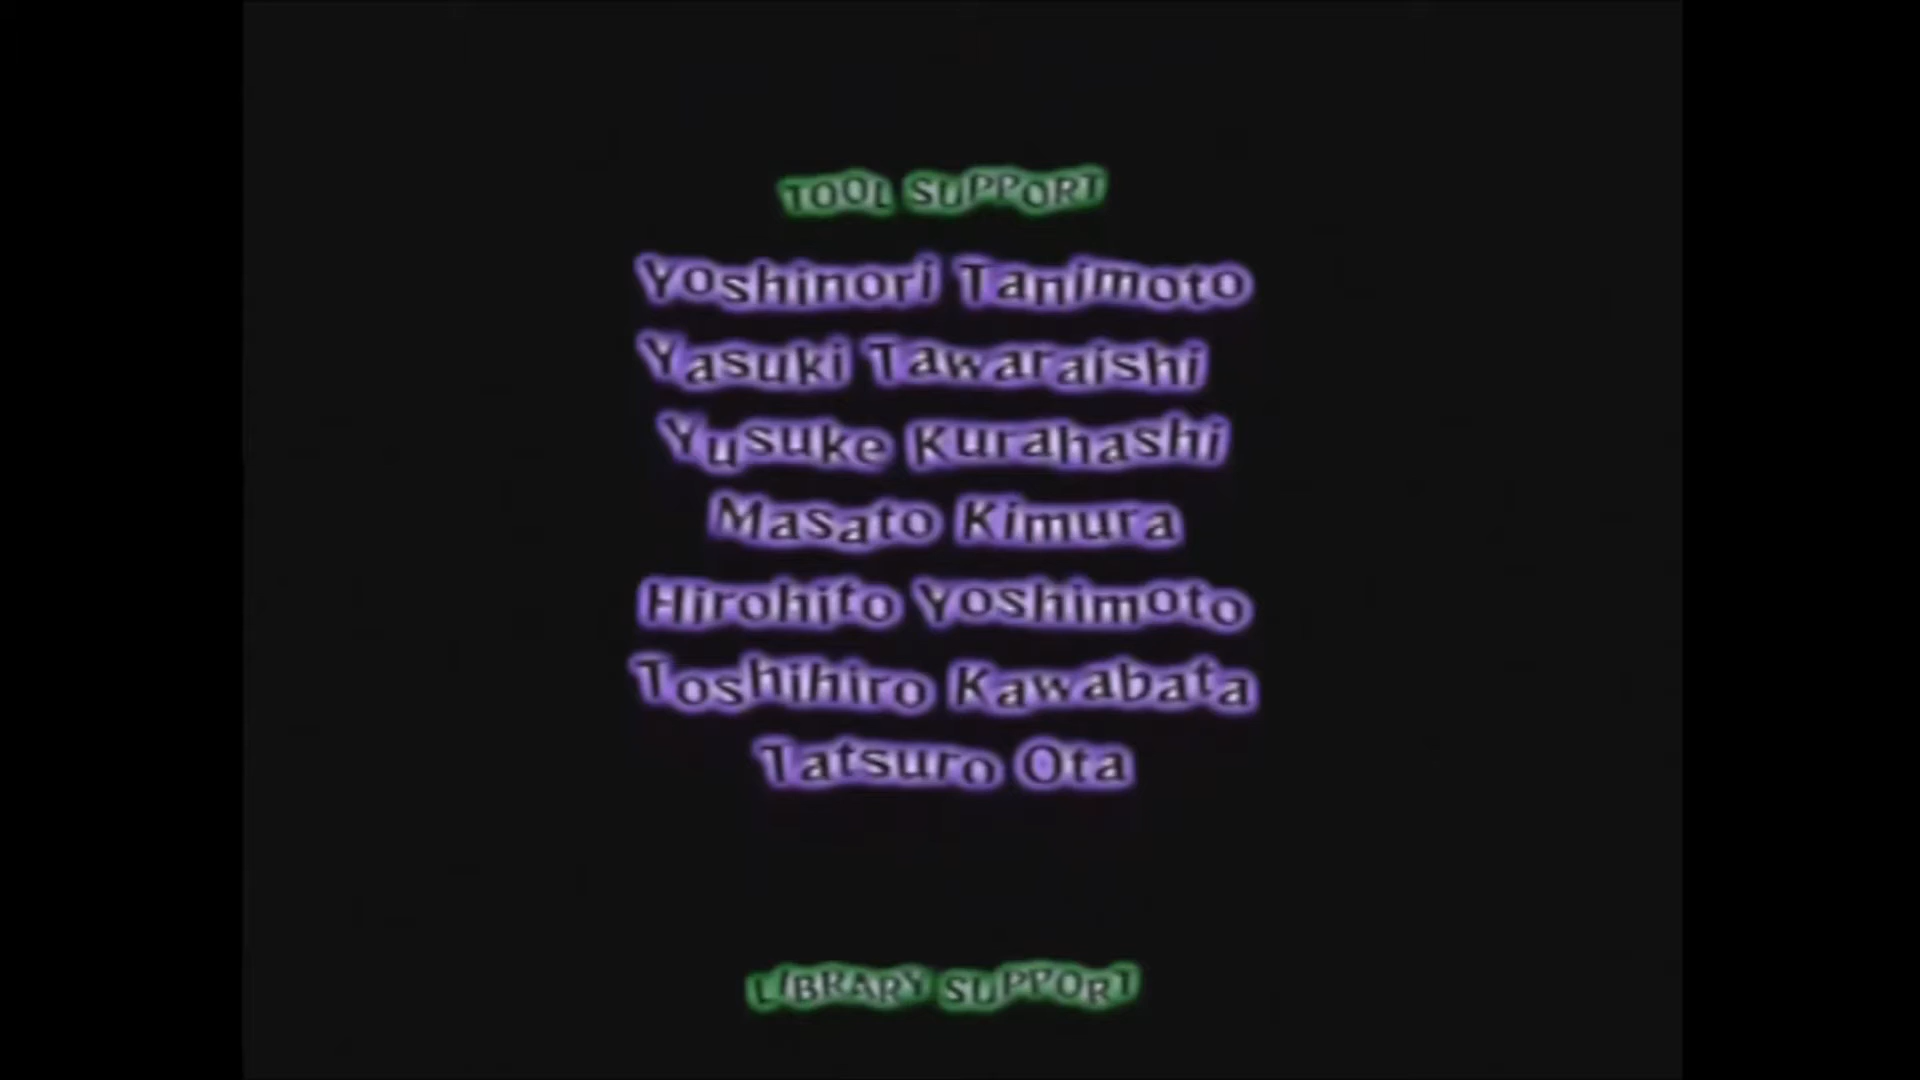 TOOL SUPPORT
Yoshinori Tanimoto
Yasuki Tawaraishi
Yusuke Kurahashi
Masato Kimura
Hirohito Yoshimoto
Toshihiro Kawabata
Tatsuro Ota
LIBRARY SUPPORT